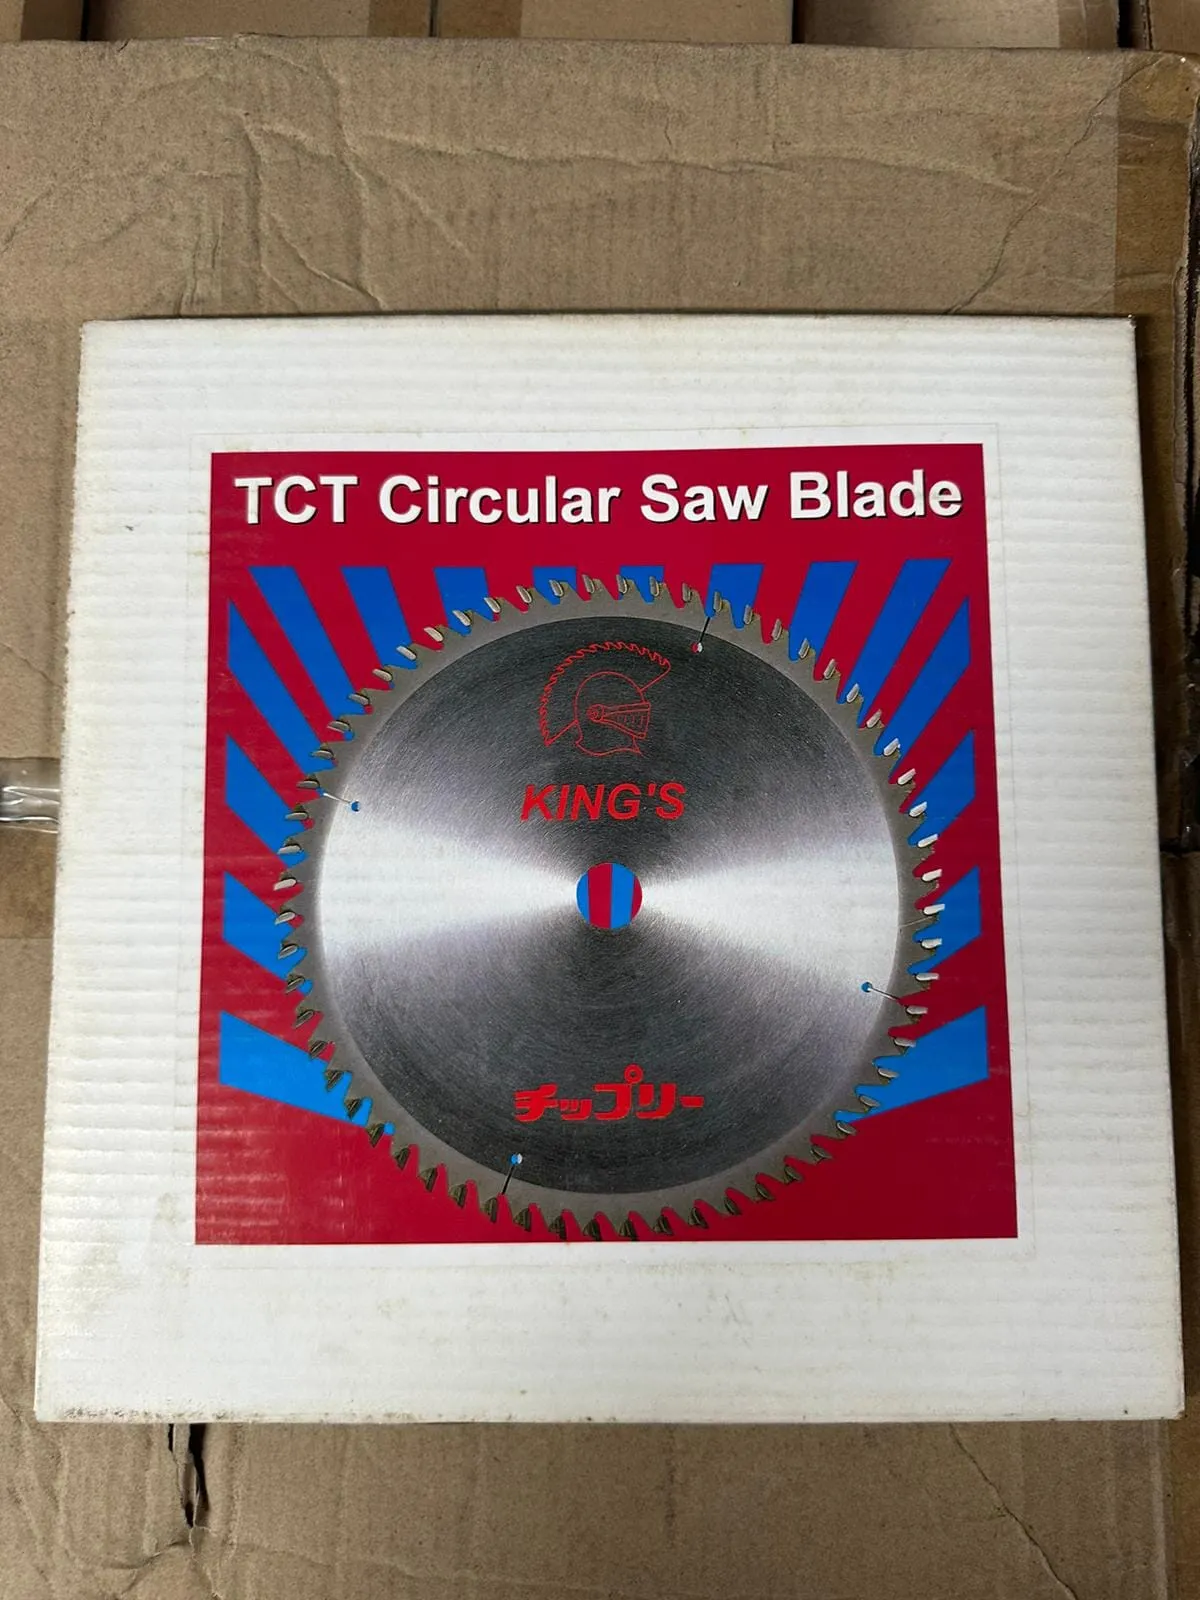 TCT Circular Saw Blade
KING'S
チップリー